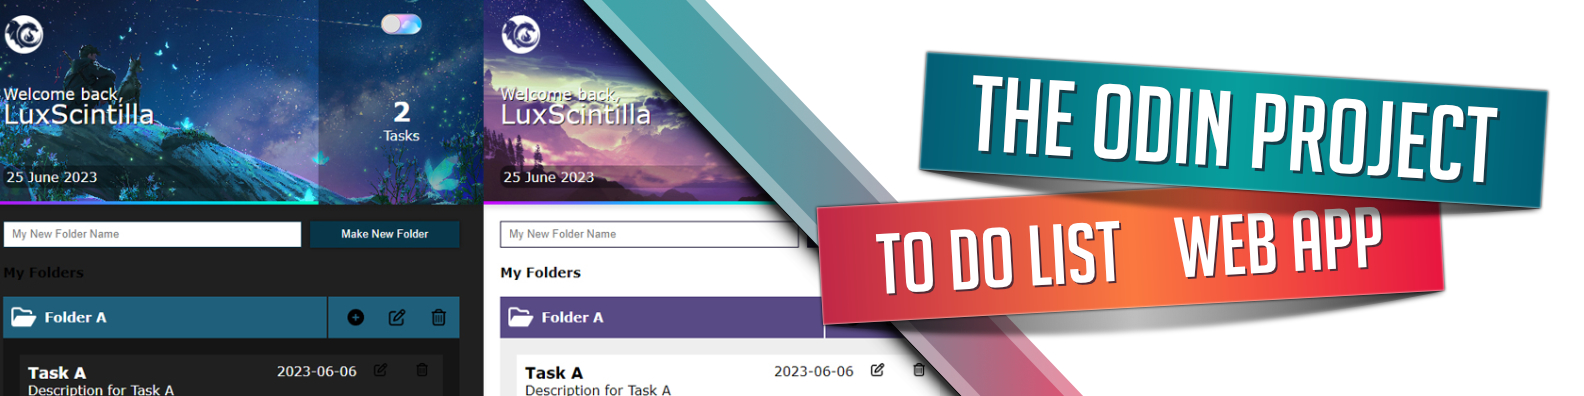 Welcome back,
LuxScintilla
2
Tasks
25 June 2023
My New Folder Name
Make New Folder
My Folders
Folder A
Task A
2023-06-06
Description for Task A
Welcome back,
LuxScintilla
25 June 2023
My New Folder Name
My Folders
Folder A
Task A
2023-06-06
Description for Task A
THE ODIN PROJECT
TO DO LIST WEB APP